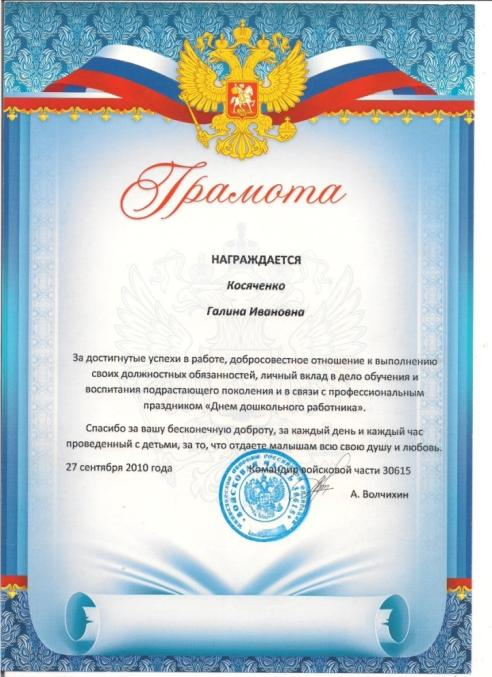 Грамота
НАГРАЖДАЕТСЯ
Косяченко
Галина Ивановна
За достигнутые успехи в работе, добросовестное отношение к выполнению
своих должностных обязанностей, личный вклад в дело обучения и
воспитания подрастающего поколения и в связи с профессиональным
праздником «Днем дошкольного работника».
Спасибо за вашу бесконечную доброту, за каждый день и каждый час
проведенный с детьми, за то, что отдаете малышам всю свою душу и любовь.
27 сентября 2010 года Командир войсковой части 30615
А. Волчихин